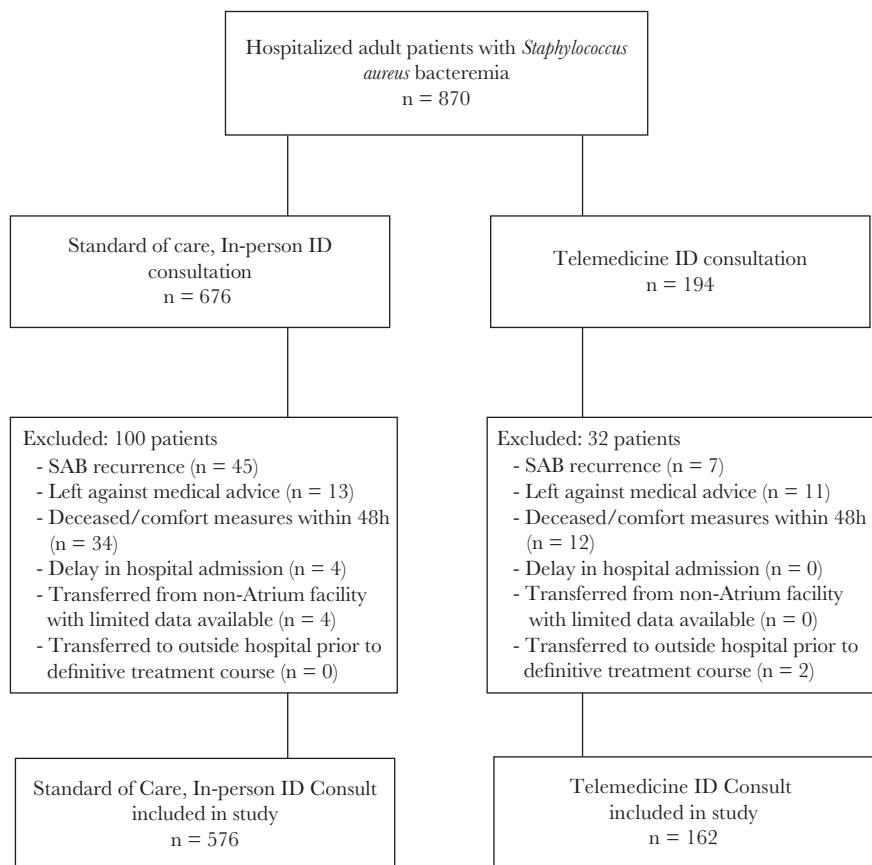 Hospitalized adult patients with Staphylococcus
aureus bacteremia
n = 870
Standard of care, In-person ID
consultation
n = 676
Telemedicine ID consultation
n = 194
Excluded: 100 patients
- SAB recurrence (n = 45)
- Left against medical advice (n = 13)
- Deceased/comfort measures within 48h
(n = 34)
- Delay in hospital admission (n = 4)
- Transferred from non-Atrium facility
with limited data available (n = 4)
- Transferred to outside hospital prior to
definitive treatment course (n = 0)
Excluded: 32 patients
- SAB recurrence (n = 7)
- Left against medical advice (n = 11)
- Deceased/comfort measures within 48h
(n = 12)
- Delay in hospital admission (n = 0)
- Transferred from non-Atrium facility
with limited data available (n = 0)
- Transferred to outside hospital prior to
definitive treatment course (n = 2)
Standard of Care, In-person ID Consult
included in study
n = 576
Telemedicine ID Consult
included in study
n = 162